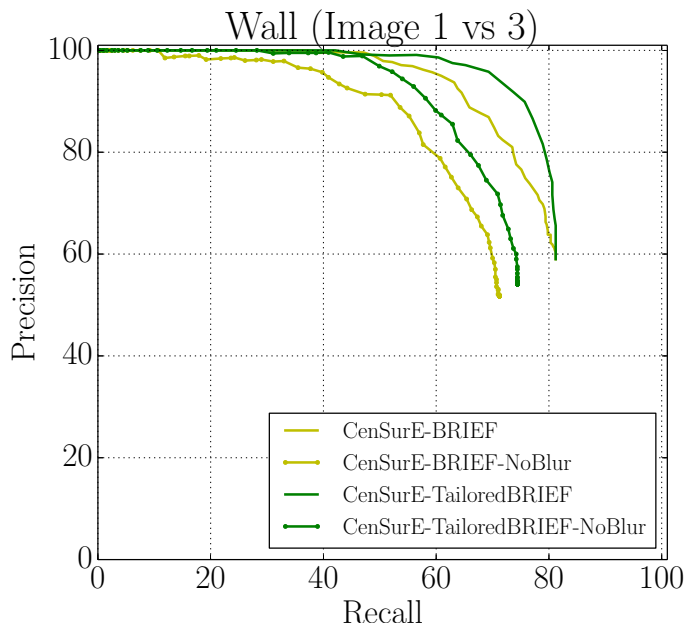 Wall (Image 1 vs 3)
100
80
60
40
20
0
Precision
CenSurE-BRIEF
CenSurE-BRIEF-NoBlur
CenSurE-TailoredBRIEF
CenSurE-TailoredBRIEF-NoBlur
0 20 40 60 80 100
Recall